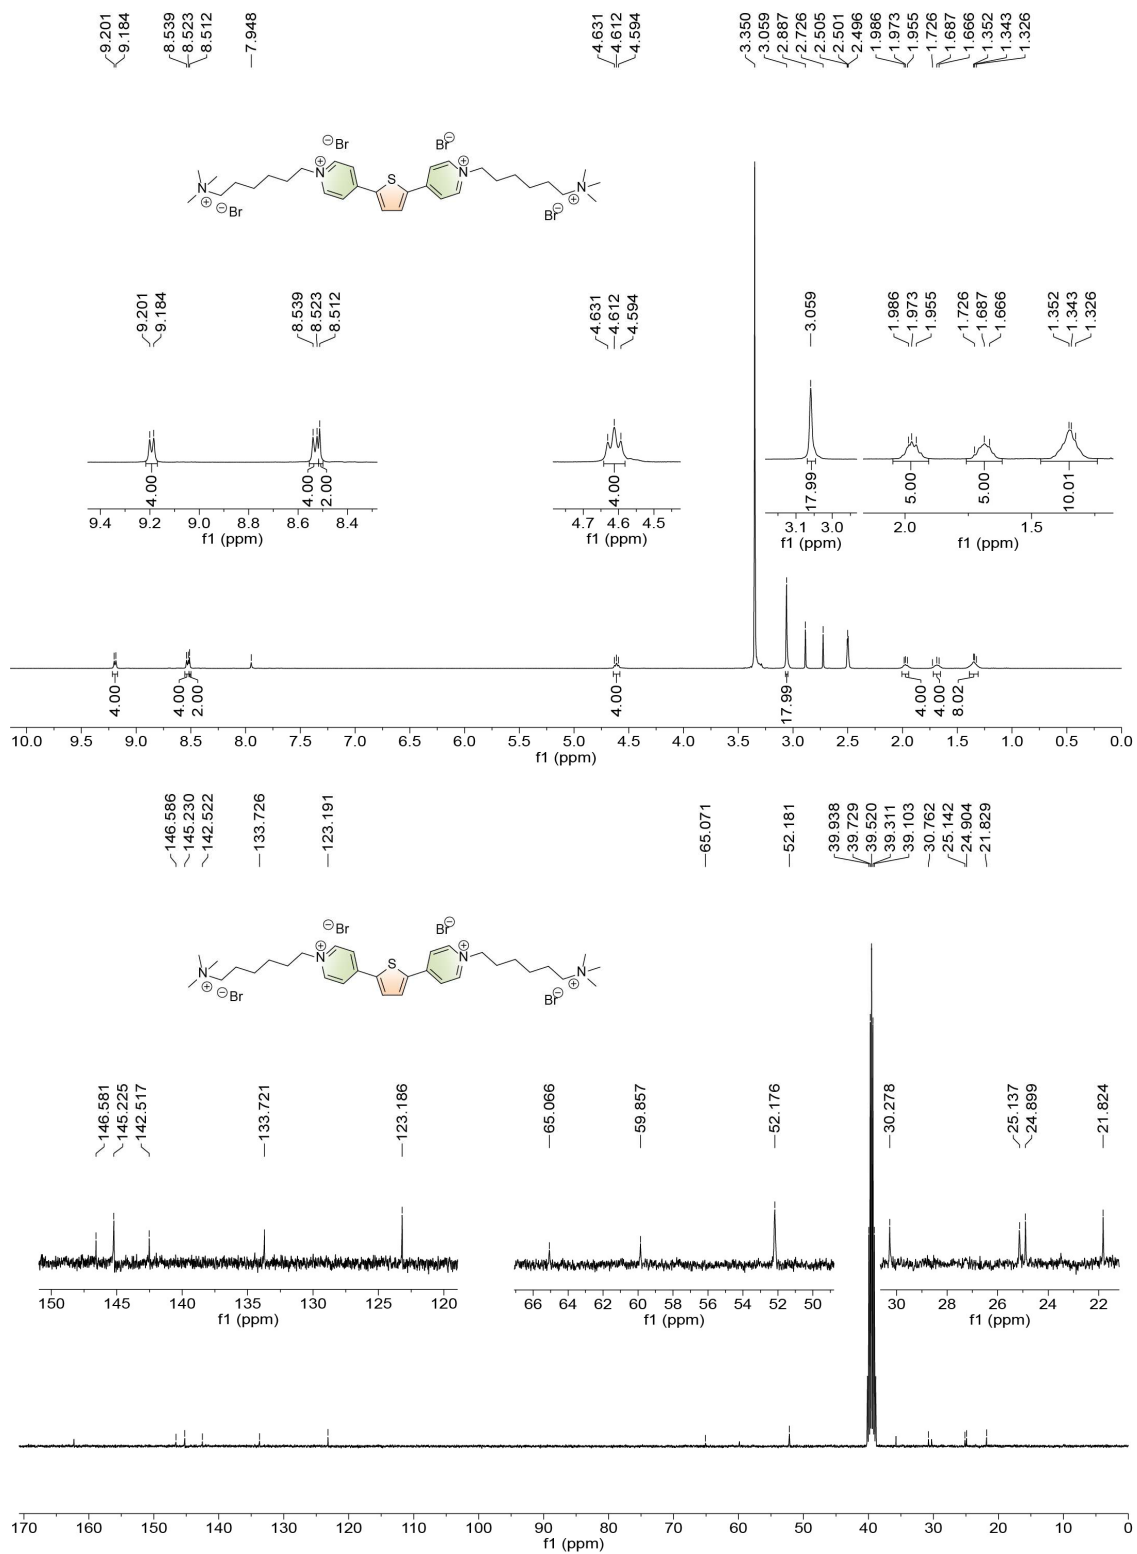 9.201
9.184
8.539
8.523
8.512
7.948
4.631
4.612
4.594
3.350
3.059
2.887
2.726
2.505
2.501
2.496
1.986
1.973
1.955
1.726
1.687
1.666
1.352
1.343
1.326
⊖Br
Br⊖
N⊕
S
N⊕
N⊕
⊖Br
Br⊖
N⊕
9.201
9.184
8.539
8.523
8.512
4.631
4.612
4.594
3.059
1.986
1.973
1.955
1.726
1.687
1.666
1.352
1.343
1.326
4.00
4.00
2.00
4.00
17.99
5.00
5.00
10.01
9.4 9.2 9.0 8.8 8.6 8.4
f1 (ppm)
4.7 4.6 4.5
f1 (ppm)
3.1 3.0
f1 (ppm)
2.0 1.5
f1 (ppm)
4.00
4.00
2.00
4.00
17.99
4.00
4.00
8.02
10.0 9.5 9.0 8.5 8.0 7.5 7.0 6.5 6.0 5.5 5.0 4.5 4.0 3.5 3.0 2.5 2.0 1.5 1.0 0.5 0.0
f1 (ppm)
146.586
145.230
142.522
133.726
123.191
65.071
52.181
39.938
39.729
39.520
39.311
39.103
30.762
25.142
24.904
21.829
⊖Br
Br⊖
N⊕
S
N⊕
N⊕
⊖Br
Br⊖
N⊕
146.581
145.225
142.517
133.721
123.186
65.066
59.857
52.176
30.278
25.137
24.899
21.824
150 145 140 135 130 125 120
f1 (ppm)
66 64 62 60 58 56 54 52 50
f1 (ppm)
30 28 26 24 22
f1 (ppm)
170 160 150 140 130 120 110 100 90 80 70 60 50 40 30 20 10 0
f1 (ppm)